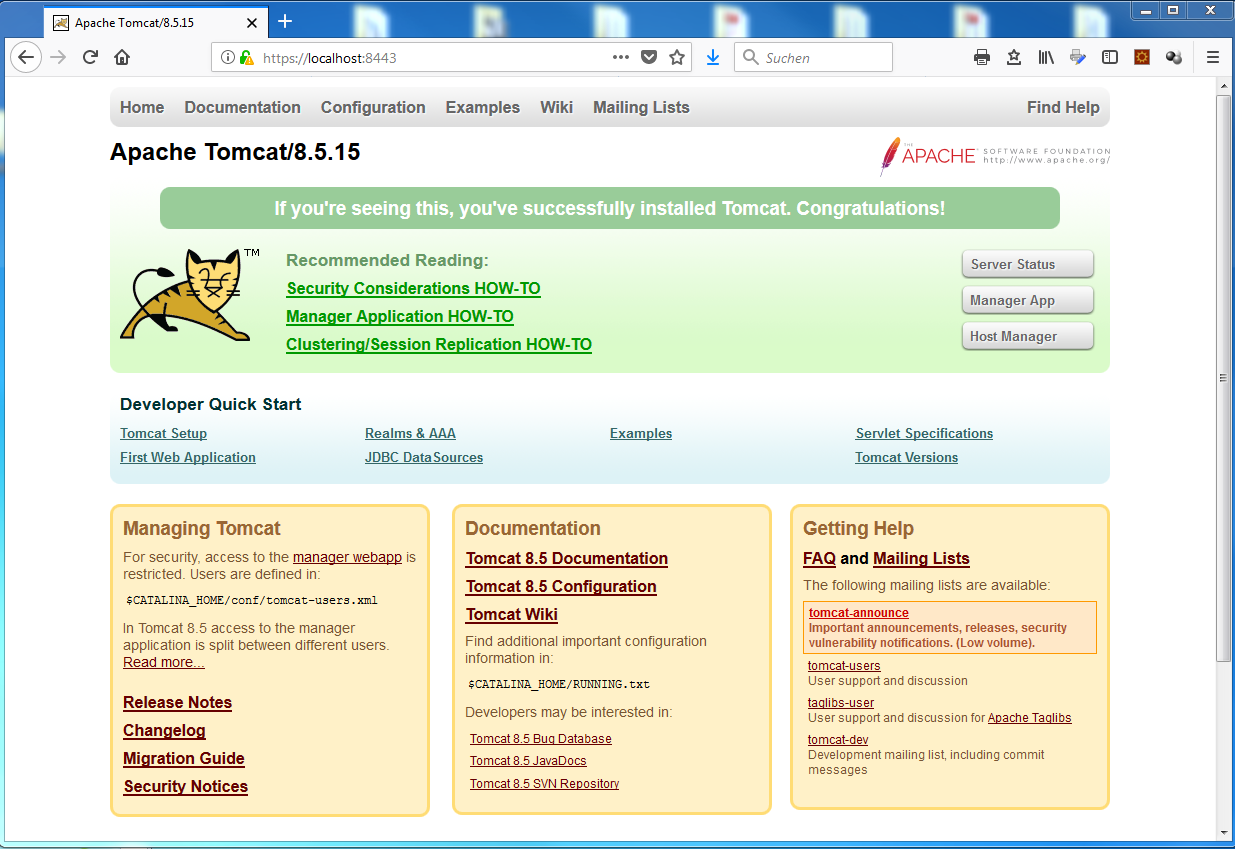 Apache Tomcat/8.5.15
https://localhost:8443
Suchen
Home Documentation Configuration Examples Wiki Mailing Lists Find Help
Apache Tomcat/8.5.15
THE APACHE SOFTWARE FOUNDATION
http://www.apache.org/
If you're seeing this, you've successfully installed Tomcat. Congratulations!
TM
Recommended Reading:
Security Considerations HOW-TO
Manager Application HOW-TO
Clustering/Session Replication HOW-TO
Server Status
Manager App
Host Manager
Developer Quick Start
Tomcat Setup
First Web Application
Realms & AAA
JDBC DataSources
Examples
Servlet Specifications
Tomcat Versions
Managing Tomcat
For security, access to the manager webapp is
restricted. Users are defined in:
$CATALINA_HOME/conf/tomcat-users.xml
In Tomcat 8.5 access to the manager
application is split between different users.
Read more...
Release Notes
Changelog
Migration Guide
Security Notices
Documentation
Tomcat 8.5 Documentation
Tomcat 8.5 Configuration
Tomcat Wiki
Find additional important configuration
information in:
$CATALINA_HOME/RUNNING.txt
Developers may be interested in:
Tomcat 8.5 Bug Database
Tomcat 8.5 JavaDocs
Tomcat 8.5 SVN Repository
Getting Help
FAQ and Mailing Lists
The following mailing lists are available:
tomcat-announce
Important announcements, releases, security
vulnerability notifications. (Low volume).
tomcat-users
User support and discussion
taglibs-user
User support and discussion for Apache Taglibs
tomcat-dev
Development mailing list, including commit
messages